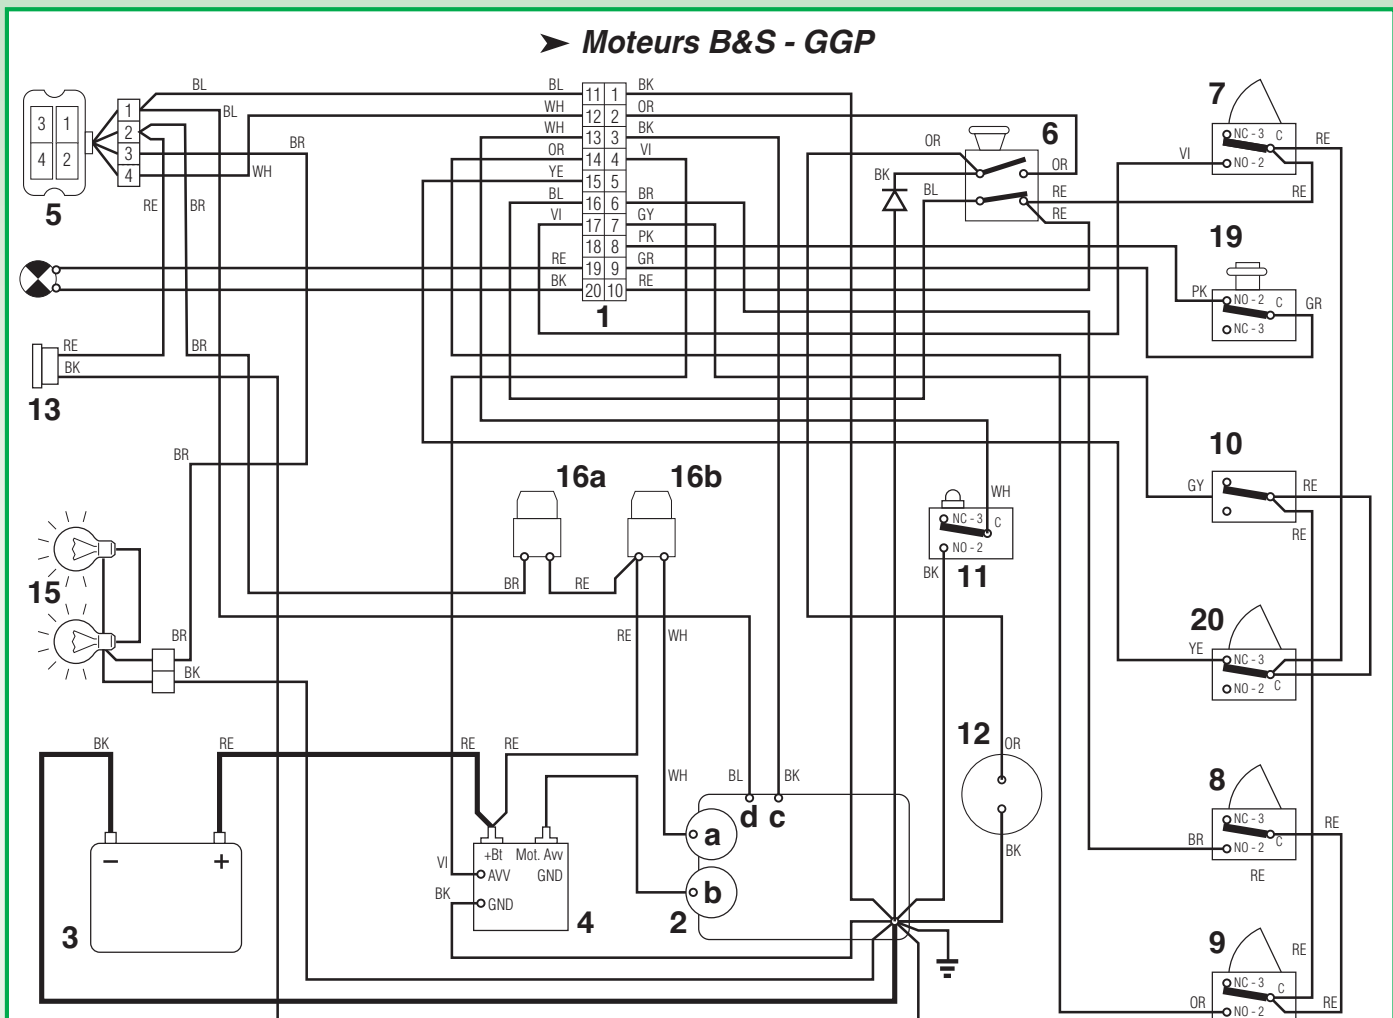 ➤ Moteurs B&S - GGP
BL
BL
BR
WH
RE
BR
3 1
4 2
1
2
3
4
5
BL
WH
WH
OR
YE
BL
VI
RE
BK
11 1
12 2
13 3
14 4
15 5
16 6
17 7
18 8
19 9
20 10
1
BK
OR
BK
VI
BR
GY
PK
GR
RE
6
OR
BK
BL
OR
RE
RE
7
NC - 3 C
NO - 2
VI
RE
RE
19
PK
NO - 2 C
NC - 3
GR
RE
BK
13
BR
BR
10
GY
RE
RE
16a
16b
BR
RE
RE
WH
WH
NC - 3 C
NO - 2
BK
11
15
BR
BK
20
YE
NC - 3
NO - 2 C
BK
RE
RE
RE
WH
BL
BK
12
OR
BK
8
NC - 3
NO - 2 C
BR
RE
RE
3
– +
+Bt Mot. Avv
AVV GND
GND
VI
BK
4
d c
a
b
2
9
RE
NC - 3 C
NO - 2
OR
RE